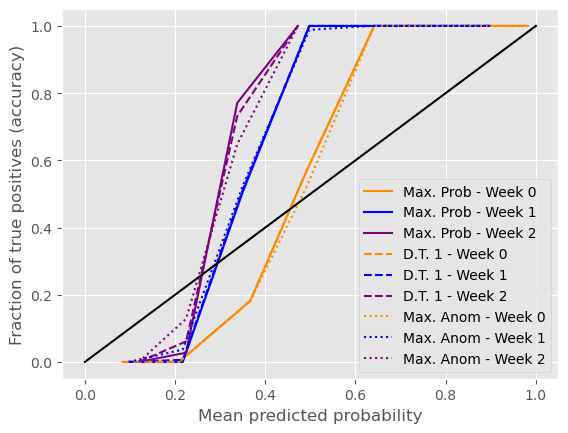 Fraction of true positives (accuracy)
1.0
0.8
0.6
0.4
0.2
0.0
Max. Prob - Week 0
Max. Prob - Week 1
Max. Prob - Week 2
D.T. 1 - Week 0
D.T. 1 - Week 1
D.T. 1 - Week 2
Max. Anom - Week 0
Max. Anom - Week 1
Max. Anom - Week 2
0.0 0.2 0.4 0.6 0.8 1.0
Mean predicted probability